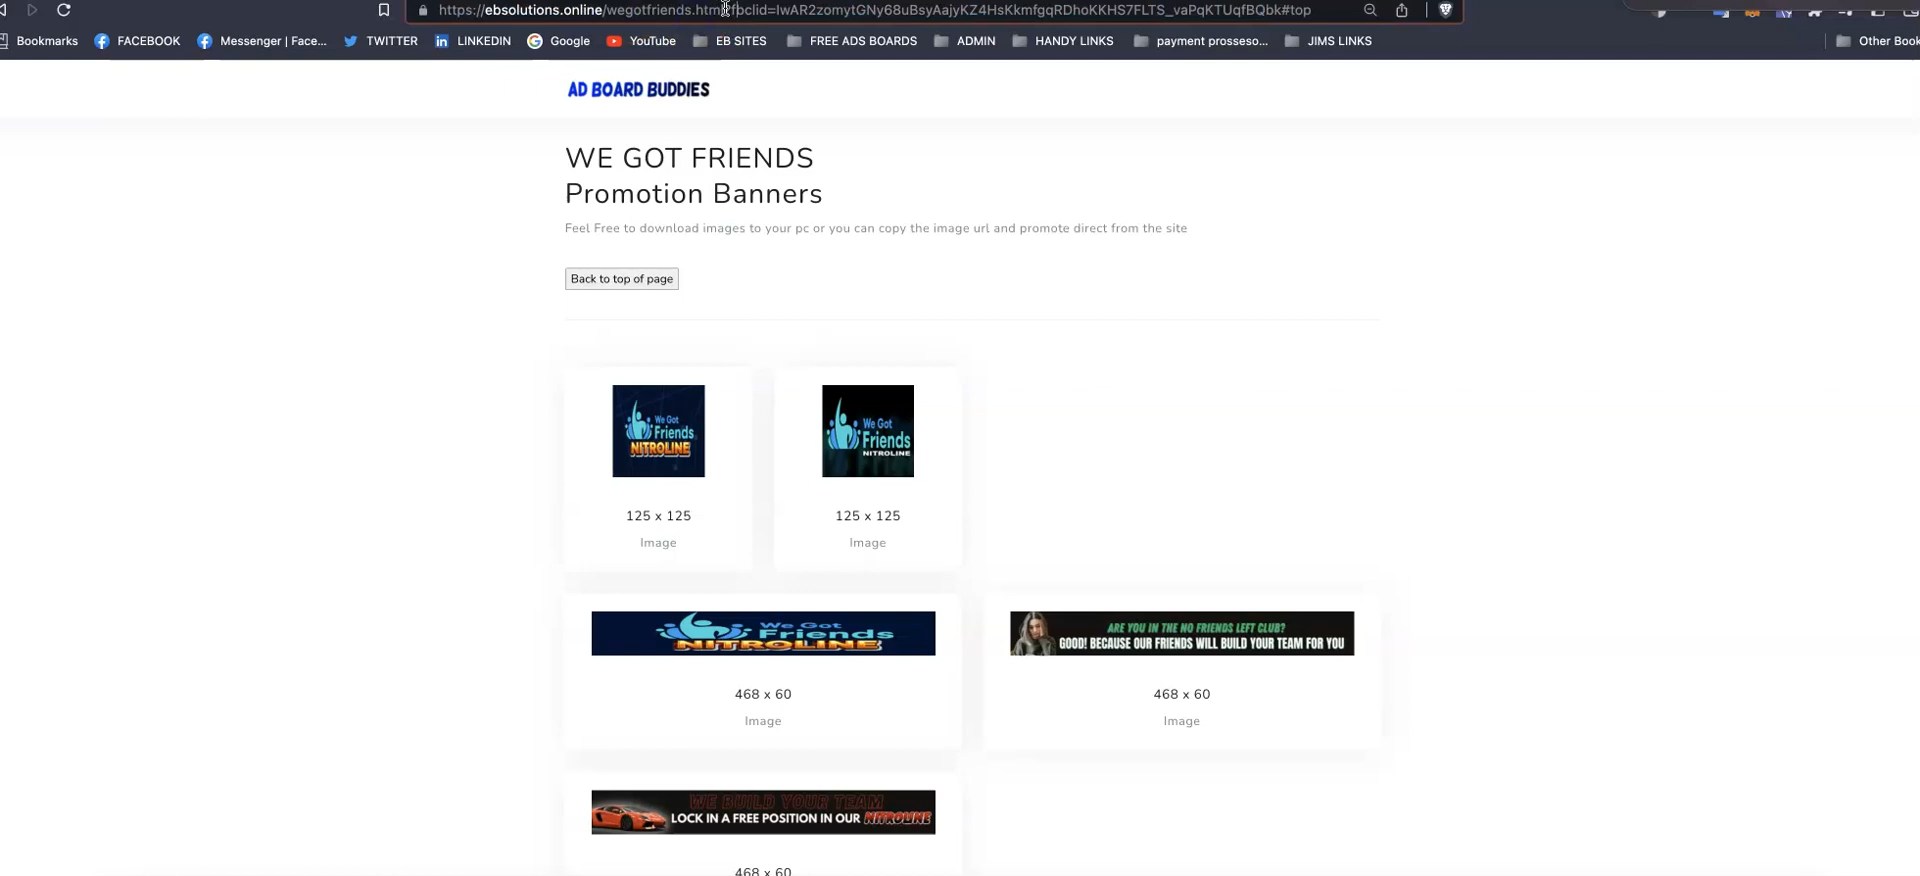 https://ebsolutions.online/wegotfriends.htm
Bookmarks FACEBOOK Messenger | Face... TWITTER LINKEDIN Google YouTube EB SITES FREE ADS BOARDS ADMIN HANDY LINKS payment prosseso... JIMS LINKS Other Book
AD BOARD BUDDIES
WE GOT FRIENDS
Promotion Banners
Feel Free to download images to your pc or you can copy the image url and promote direct from the site
Back to top of page
We Got
Friends
NITROLINE
We Got
Friends
NITROLINE
125 x 125
125 x 125
Image
Image
We Got
Friends
NITROLINE
ARE YOU IN THE NO FRIENDS LEFT CLUB?
GOOD! BECAUSE OUR FRIENDS WILL BUILD YOUR TEAM FOR YOU
468 x 60
468 x 60
Image
Image
WE BUILD YOUR TEAM
LOCK IN A FREE POSITION IN OUR NITROLINE
468 x 60